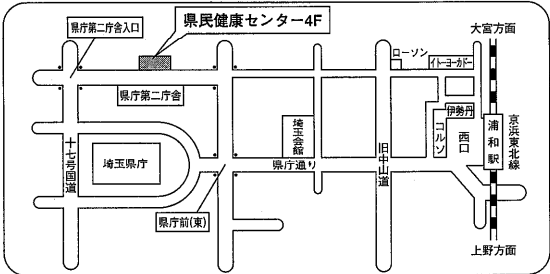 県民健康センター4F
県庁第二庁舎入口
大宮方面
ローソン
イトーヨーカドー
県庁第二庁舎
伊勢丹
コルソ
西口
浦和駅
京浜東北線
埼玉会館
旧中山道
十七号国道
埼玉県庁
県庁通り
県庁前(東)
上野方面